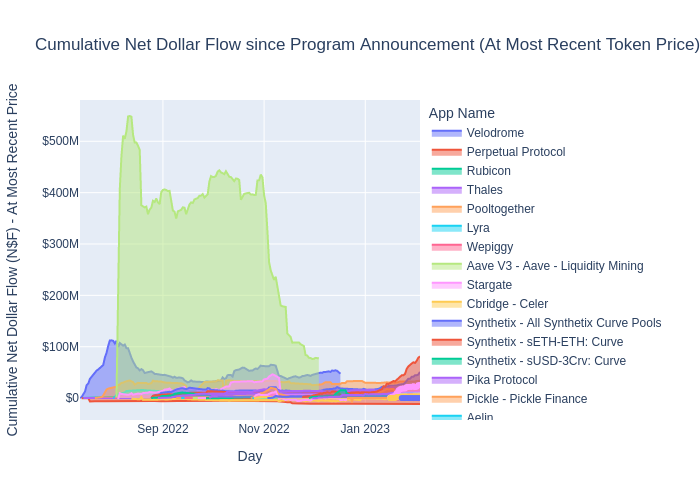 Cumulative Net Dollar Flow since Program Announcement (At Most Recent Token Price)
Cumulative Net Dollar Flow (N$F) - At Most Recent Price
$500M
$400M
$300M
$200M
$100M
$0
Sep 2022
Nov 2022
Jan 2023
Day
App Name
Velodrome
Perpetual Protocol
Rubicon
Thales
Pooltogether
Lyra
Wepiggy
Aave V3 - Aave - Liquidity Mining
Stargate
Cbridge - Celer
Synthetix - All Synthetix Curve Pools
Synthetix - sETH-ETH: Curve
Synthetix - sUSD-3Crv: Curve
Pika Protocol
Pickle - Pickle Finance
Aelin